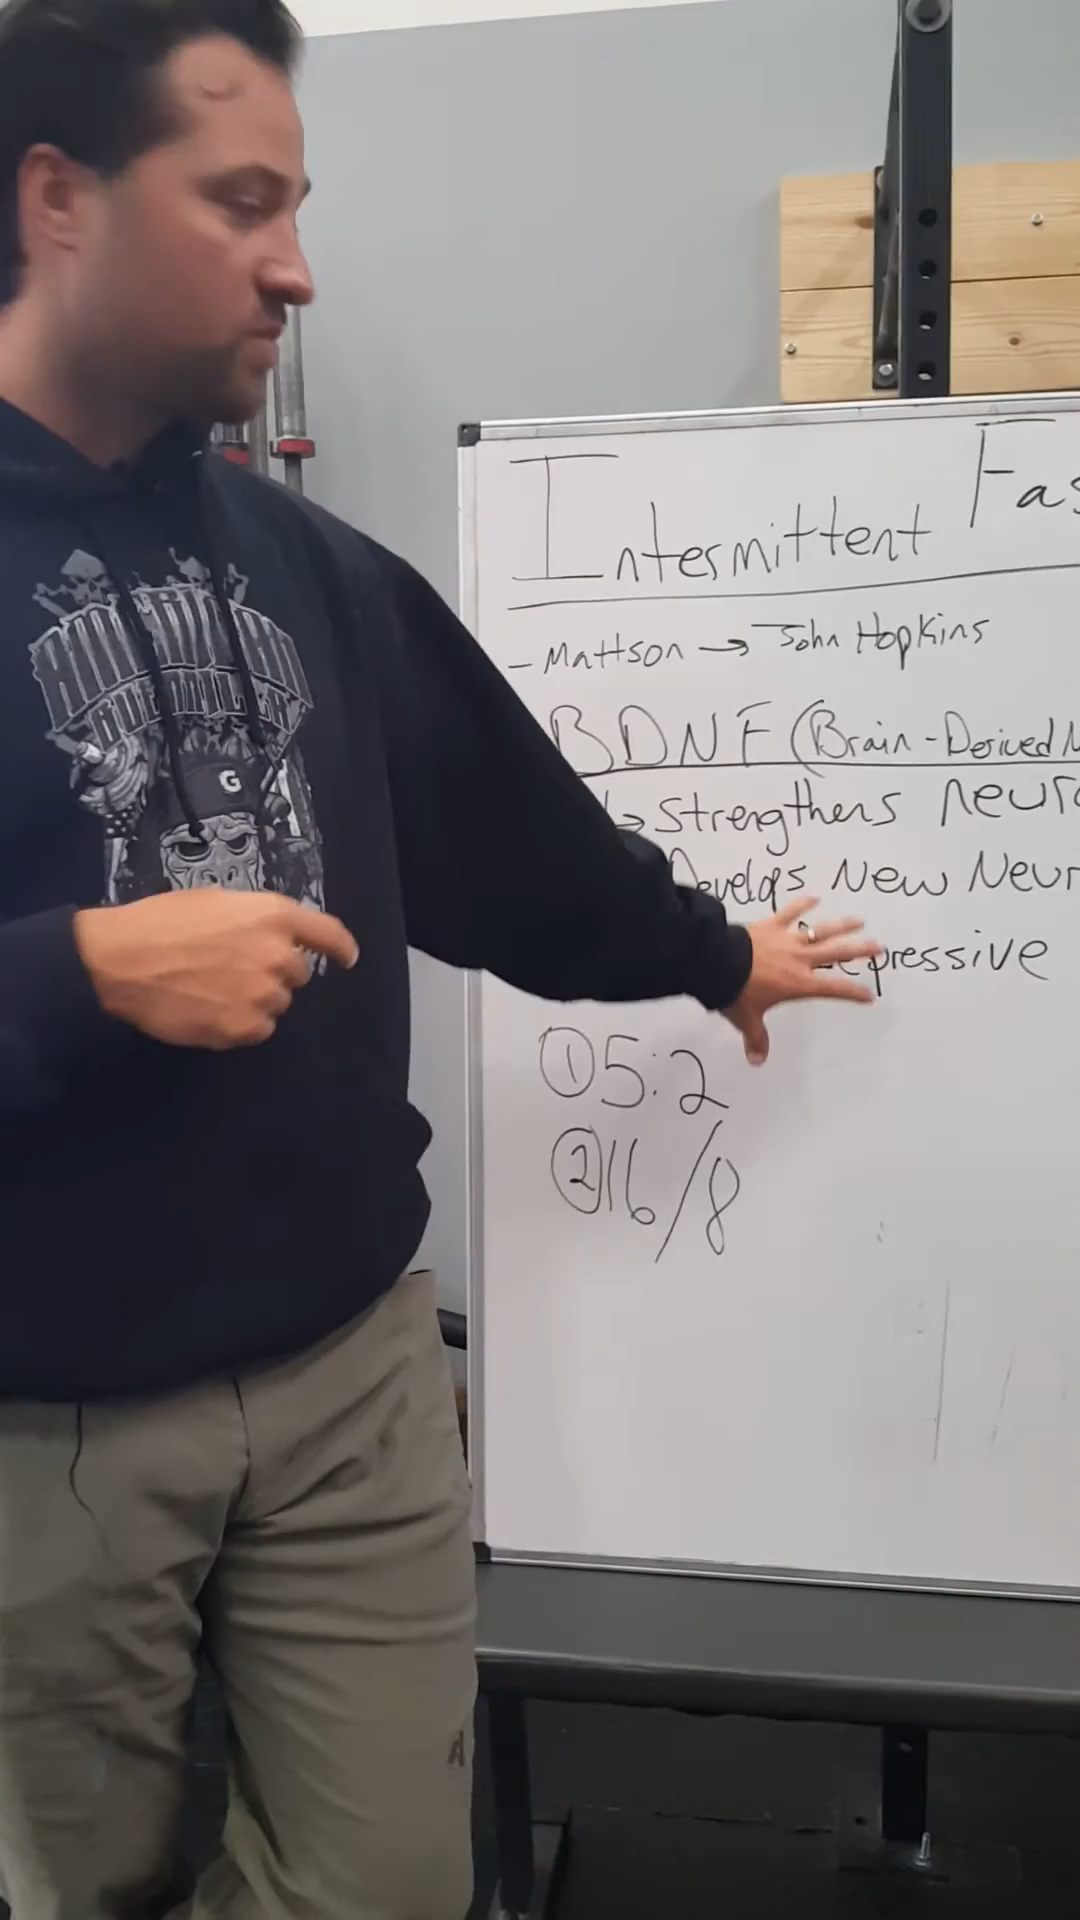 Intermittent Fas
- Mattson → John Hopkins
BDNF (Brain-Derived N
→ Strengthens neuro
Develops New Neur
epressive
① 5:2
② 16/8
G